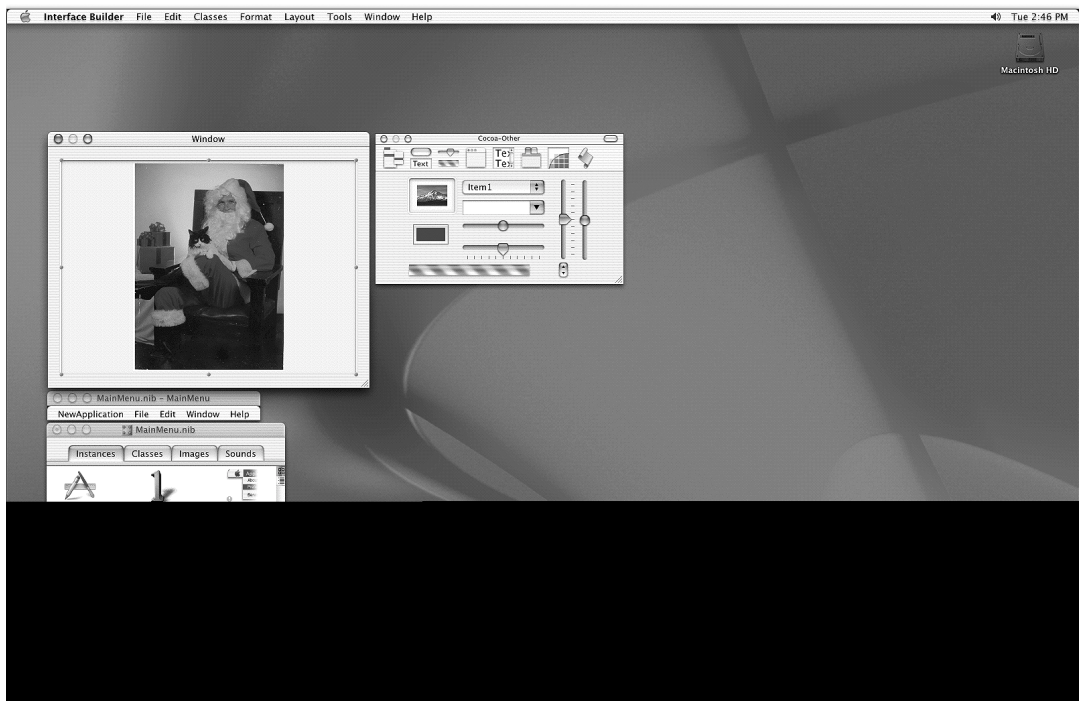 Interface Builder File Edit Classes Format Layout Tools Window Help Tue 2:46 PM
Macintosh HD
Window
Cocoa-Other
Text
Item1
MainMenu.nib - MainMenu
NewApplication File Edit Window Help
MainMenu.nib
Instances Classes Images Sounds